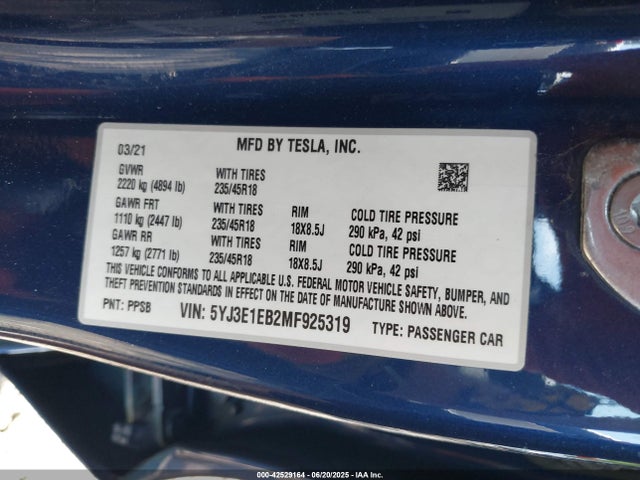 03/21 MFD BY TESLA, INC.
GVWR WITH TIRES
2220 kg (4894 lb) 235/45R18
GAWR FRT WITH TIRES RIM COLD TIRE PRESSURE
1110 kg (2447 lb) 235/45R18 18X8.5J 290 kPa, 42 psi
GAWR RR WITH TIRES RIM COLD TIRE PRESSURE
1257 kg (2771 lb) 235/45R18 18X8.5J 290 kPa, 42 psi
THIS VEHICLE CONFORMS TO ALL APPLICABLE U.S. FEDERAL MOTOR VEHICLE SAFETY, BUMPER, AND
THEFT PREVENTION STANDARDS IN EFFECT ON THE DATE OF MANUFACTURE SHOWN ABOVE.
PNT: PPSB VIN: 5YJ3E1EB2MF925319 TYPE: PASSENGER CAR
000-42529164 - 06/20/2025 - IAA Inc.